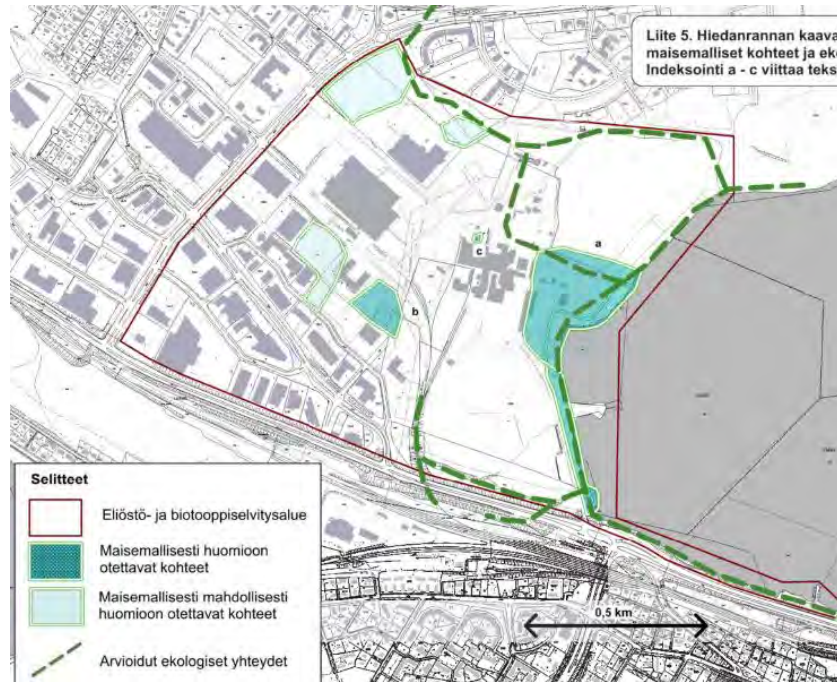 Liite 5. Hiedanrannan kaava
maisemalliset kohteet ja ek
Indeksointi a - c viittaa teks
a
c
b
Selitteet
Eliöstö- ja biotooppiselvitysalue
Maisemallisesti huomioon
otettavat kohteet
Maisemallisesti mahdollisesti
huomioon otettavat kohteet
Arvioidut ekologiset yhteydet
0,5 km